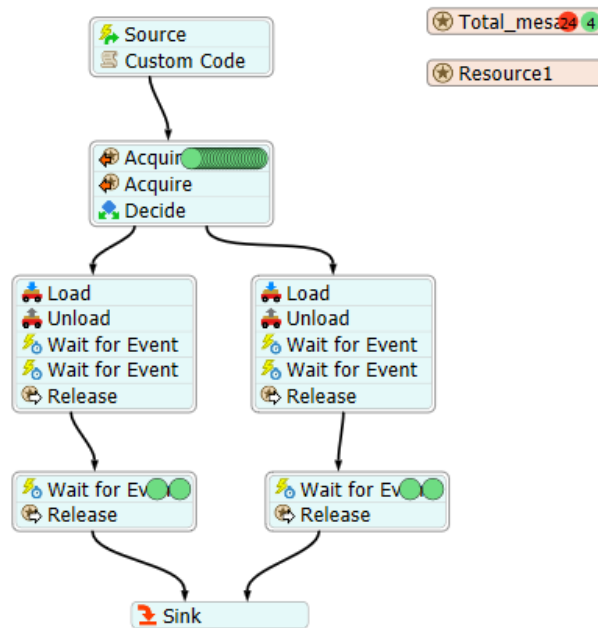 Source
Custom Code
Total_mesa 24 4
Resource1
Acquir
Acquire
Decide
Load
Unload
Wait for Event
Wait for Event
Release
Load
Unload
Wait for Event
Wait for Event
Release
Wait for Ev
Release
Wait for Ev
Release
Sink